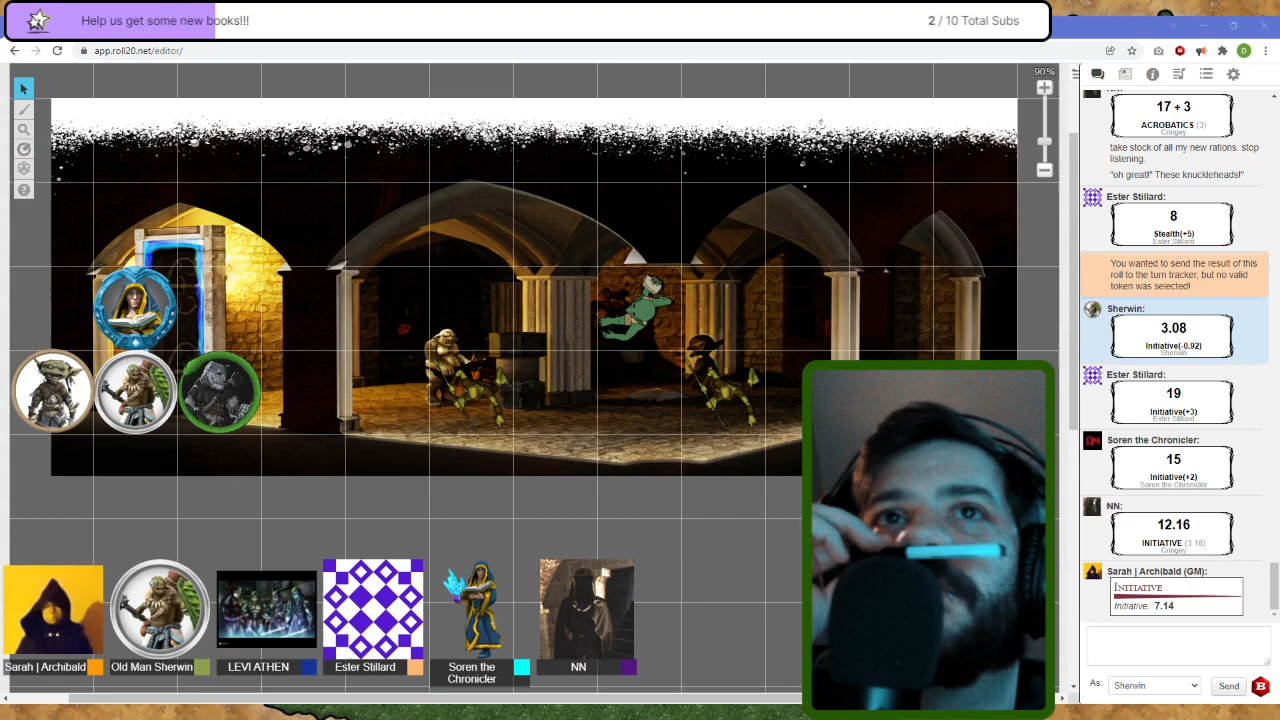 Help us get some new books!!!
2 / 10 Total Subs
app.roll20.net/editor/
90%
17 + 3
ACROBATICS (3)
Cringey
take stock of all my new rations. stop
listening.
"oh great!" These knuckleheads!"
Ester Stillard:
8
Stealth(+5)
Ester Stillard
You wanted to send the result of this
roll to the turn tracker, but no valid
token was selected!
Sherwin:
3.08
Initiative(-0.92)
Sherwin
Ester Stillard:
19
Initiative(+3)
Ester Stillard
Soren the Chronicler:
15
Initiative(+2)
Soren the Chronicler
NN:
12.16
INITIATIVE (3.16)
Cringey
Sarah | Archibald (GM):
INITIATIVE
Initiative: 7.14
As:
Sherwin
Send
Sarah | Archibald
Old Man Sherwin
LEVI ATHEN
Ester Stillard
Soren the
Chronicler
NN